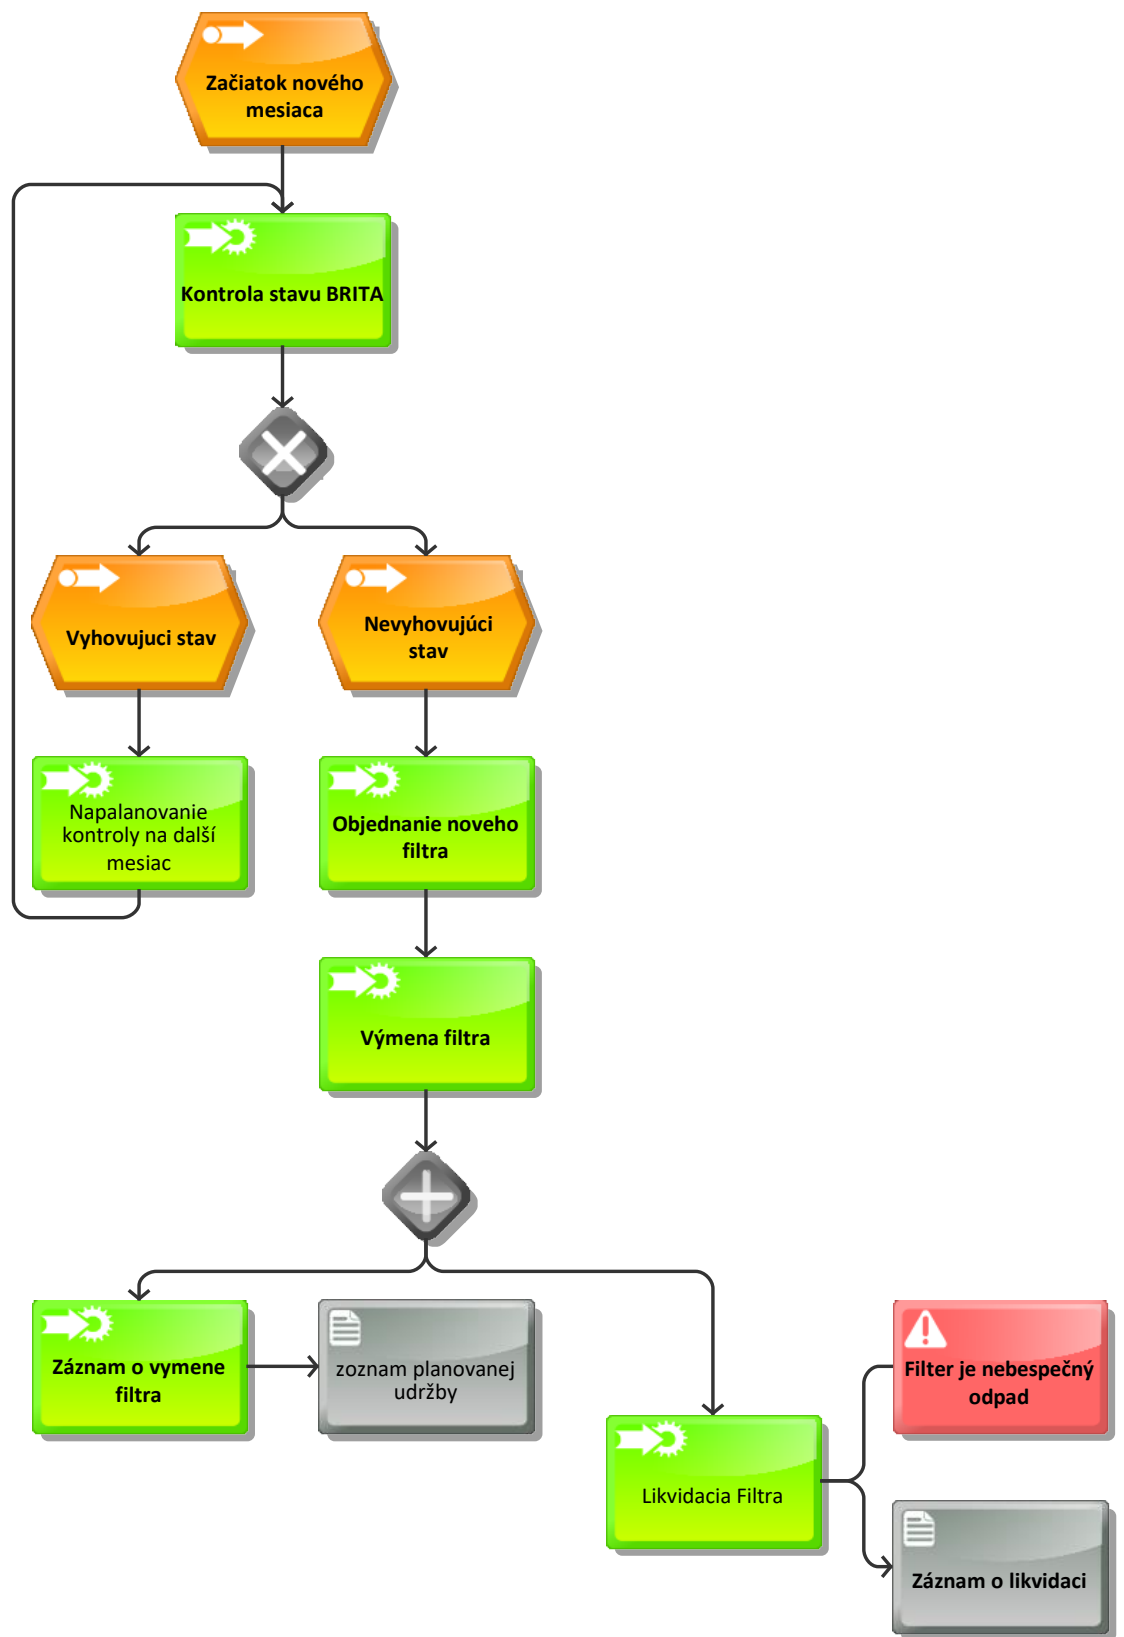 Začiatok nového
mesiaca
Kontrola stavu BRITA
Vyhovujuci stav
Nevyhovujúci
stav
Napalanovanie
kontroly na další
mesiac
Objednanie noveho
filtra
Výmena filtra
Záznam o vymene
filtra
zoznam planovanej
udržby
Filter je nebespečný
odpad
Likvidacia Filtra
Záznam o likvidaci